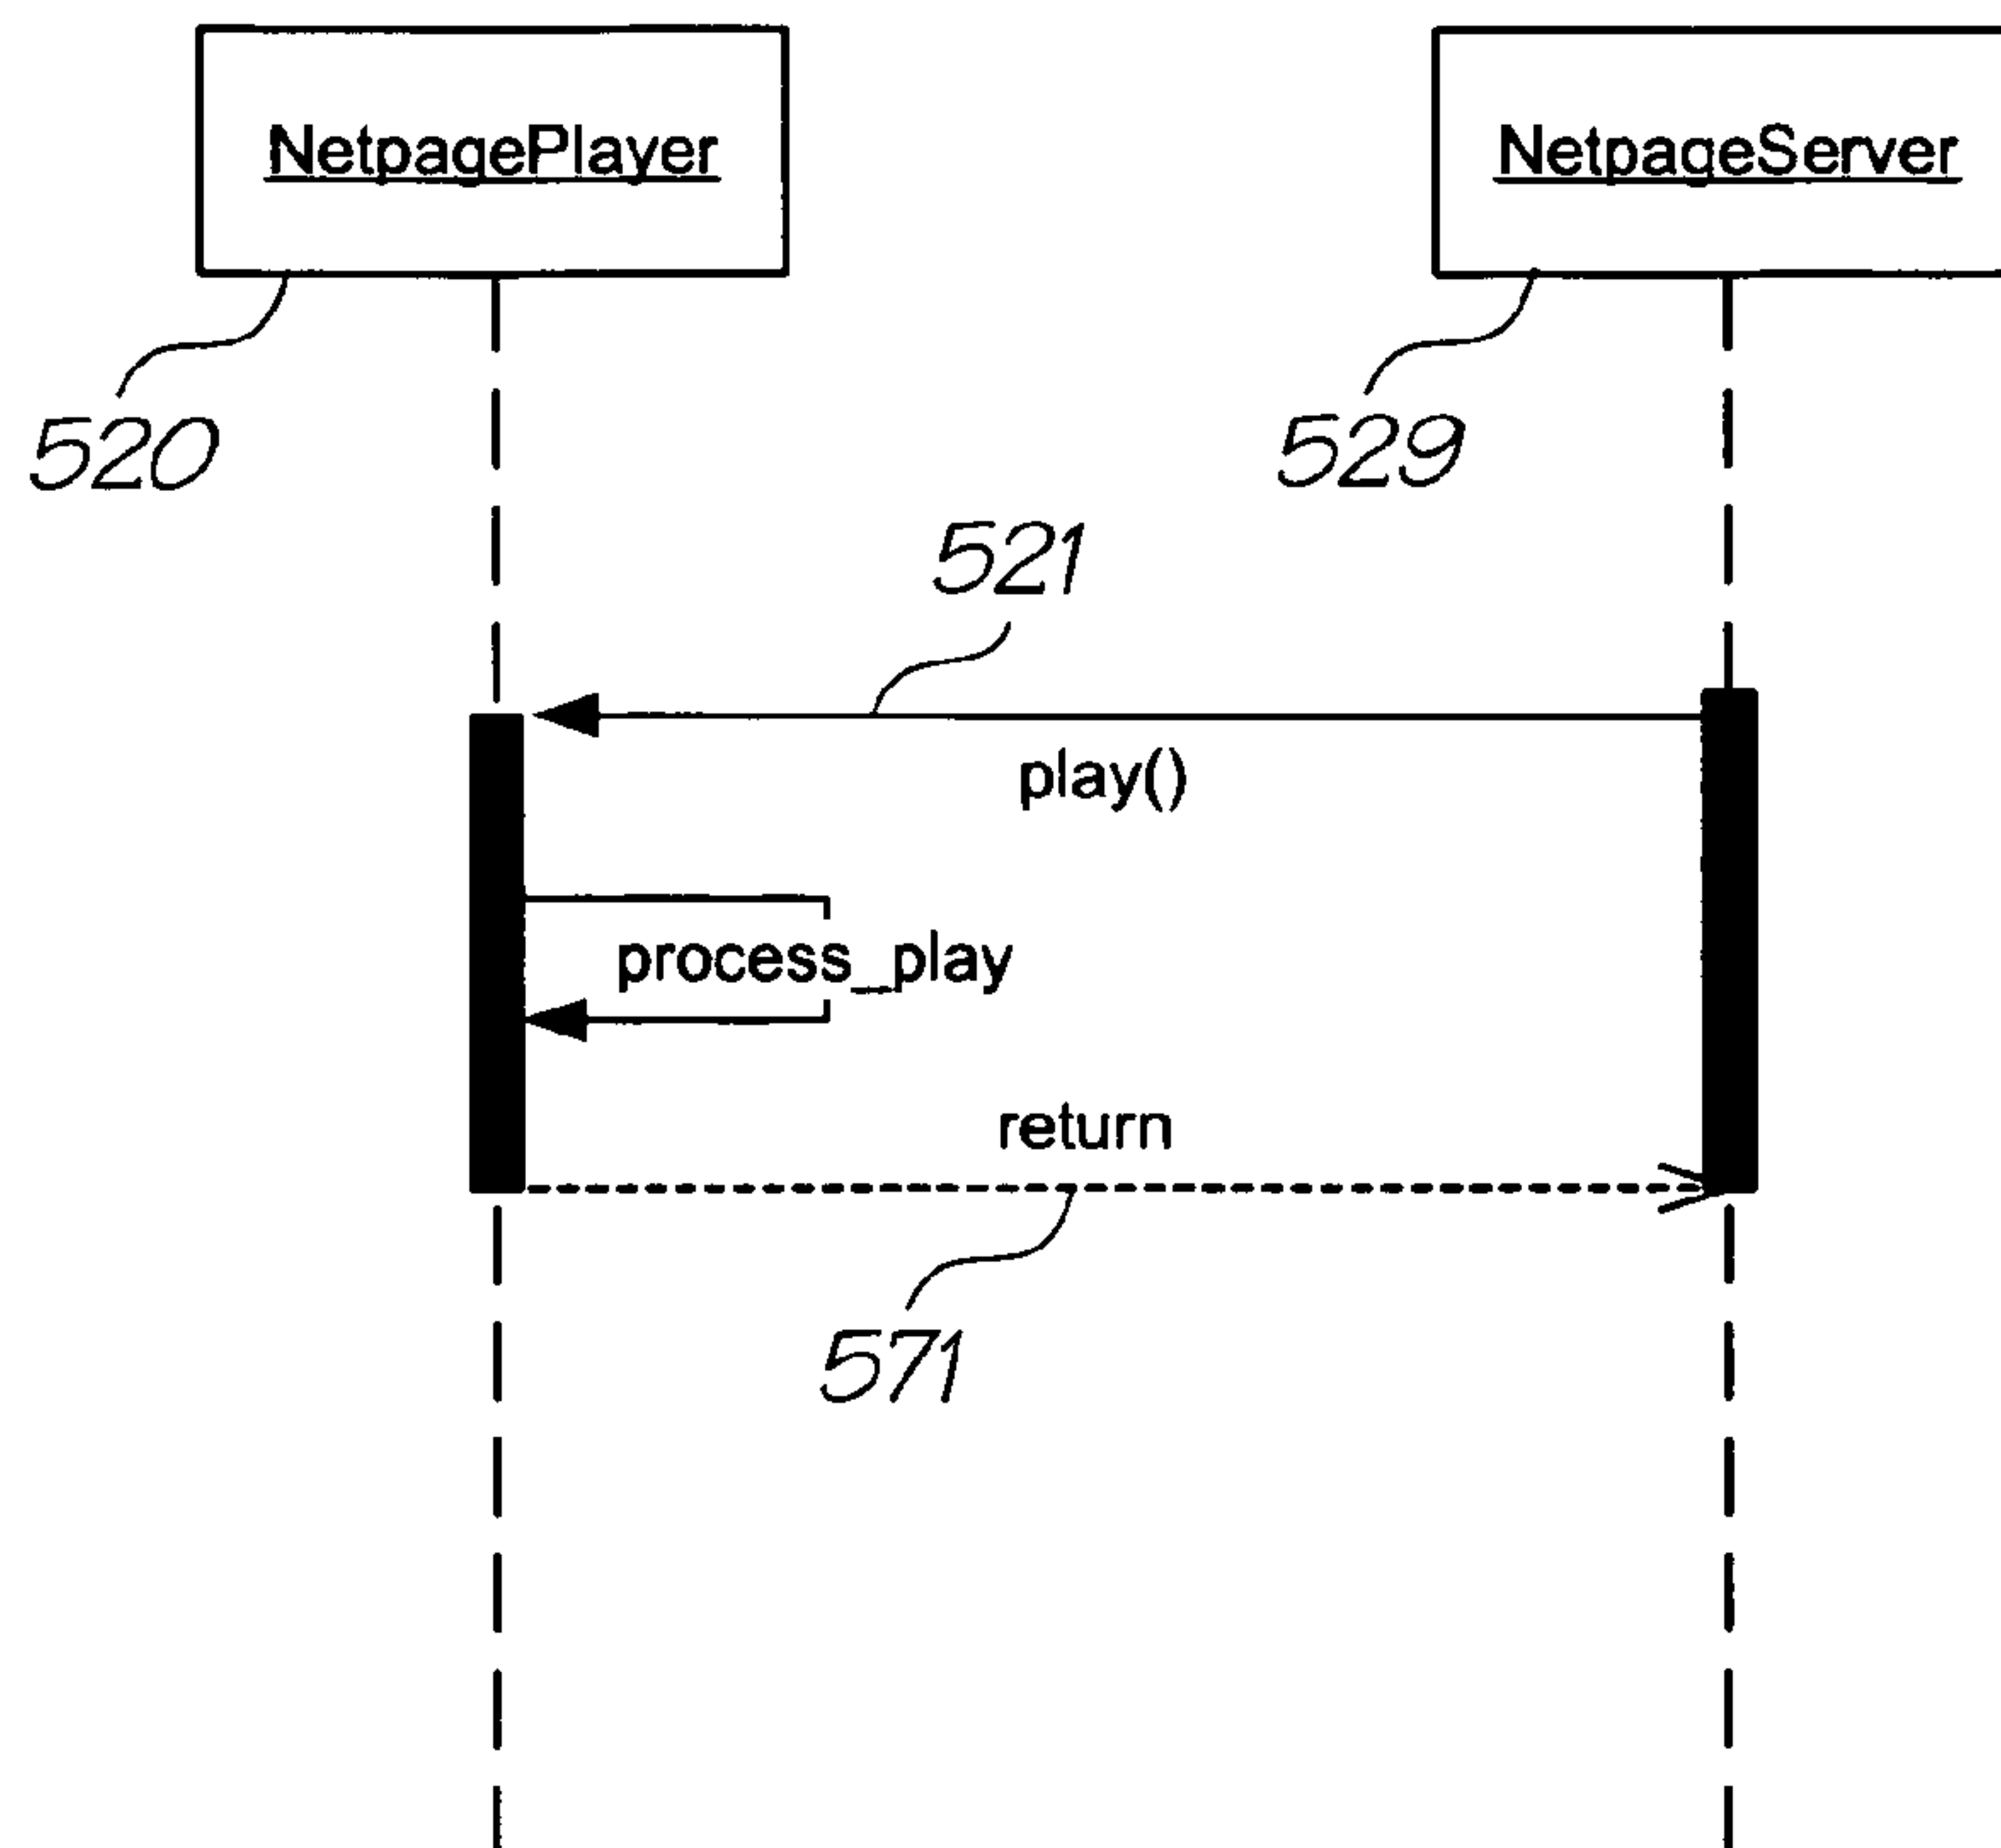 NetpagePlayer
NetpageServer
520
529
521
play()
process_play
return
571